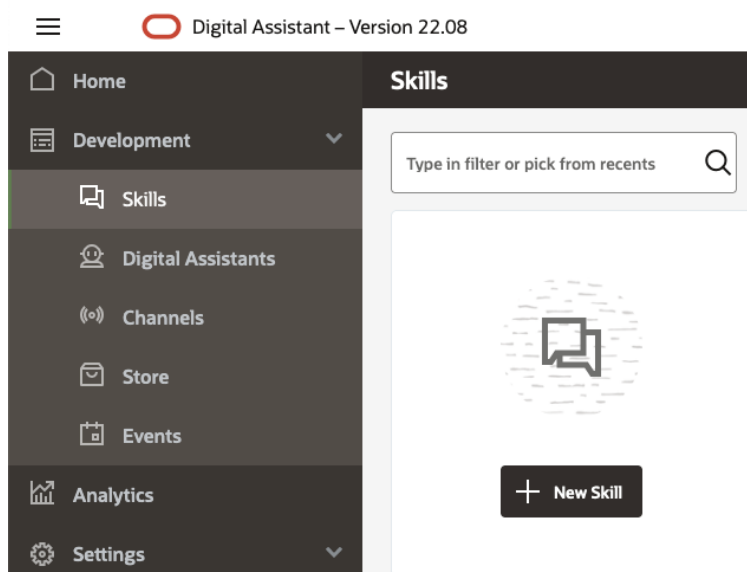 Digital Assistant – Version 22.08
Home
Development
Skills
Digital Assistants
Channels
Store
Events
Analytics
Settings
Skills
Type in filter or pick from recents
New Skill